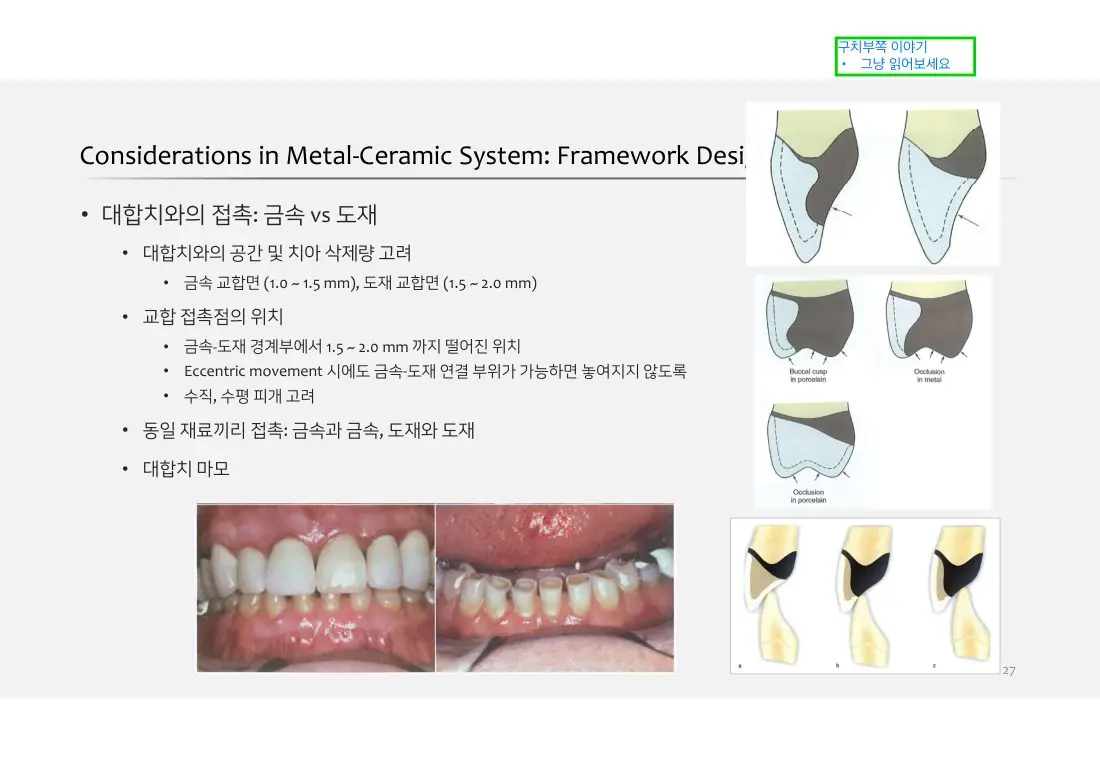 구치부쪽 이야기
• 그냥 읽어보세요
Considerations in Metal-Ceramic System: Framework Desi
• 대합치와의 접촉: 금속 vs 도재
• 대합치와의 공간 및 치아 삭제량 고려
• 금속 교합면 (1.0 ~ 1.5 mm), 도재 교합면 (1.5 ~ 2.0 mm)
• 교합 접촉점의 위치
• 금속-도재 경계부에서 1.5 ~ 2.0 mm 까지 떨어진 위치
• Eccentric movement 시에도 금속-도재 연결 부위가 가능하면 놓여지지 않도록
• 수직, 수평 피개 고려
• 동일 재료끼리 접촉: 금속과 금속, 도재와 도재
• 대합치 마모
Buccal cusp
in porcelain
Occlusion
in metal
Occlusion
in porcelain
a b c
27